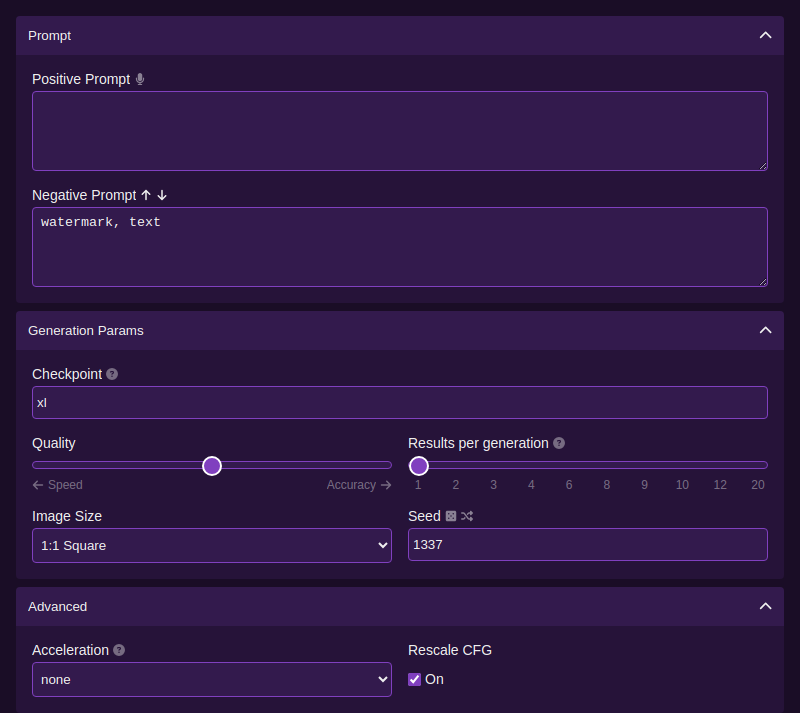 Prompt
Positive Prompt
Negative Prompt
watermark, text
Generation Params
Checkpoint
xl
Quality
Results per generation
Speed
Accuracy
1 2 3 4 6 8 9 10 12 20
Image Size
Seed
1:1 Square
1337
Advanced
Acceleration
Rescale CFG
none
On